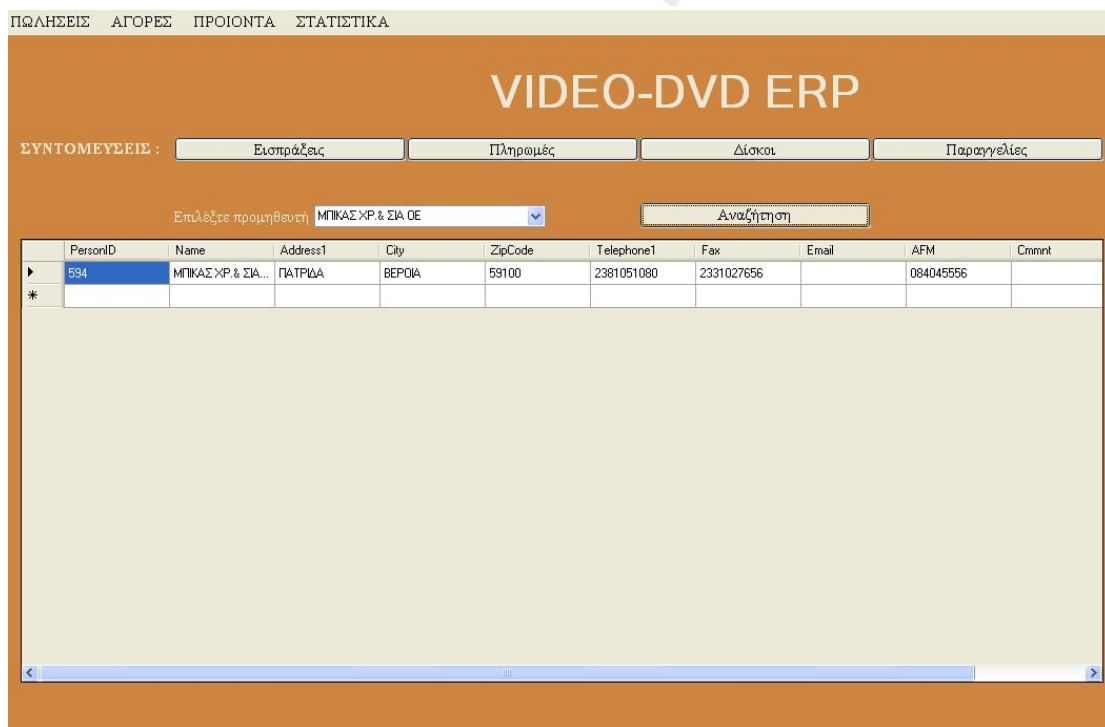 ΠΩΛΗΣΕΙΣ ΑΓΟΡΕΣ ΠΡΟΙΟΝΤΑ ΣΤΑΤΙΣΤΙΚΑ
VIDEO-DVD ERP
ΣΥΝΤΟΜΕΥΣΕΙΣ : Εισπράξεις Πληρωμές Δίσκοι Παραγγελίες
Επιλέξτε προμηθευτή ΜΠΙΚΑΣ ΧΡ.& ΣΙΑ ΟΕ Αναζήτηση
PersonID Name Address1 City ZipCode Telephone1 Fax Email AFM Cmmnt
594 ΜΠΙΚΑΣ ΧΡ.& ΣΙΑ... ΠΑΤΡΙΔΑ ΒΕΡΟΙΑ 59100 2381051080 2331027656 084045556